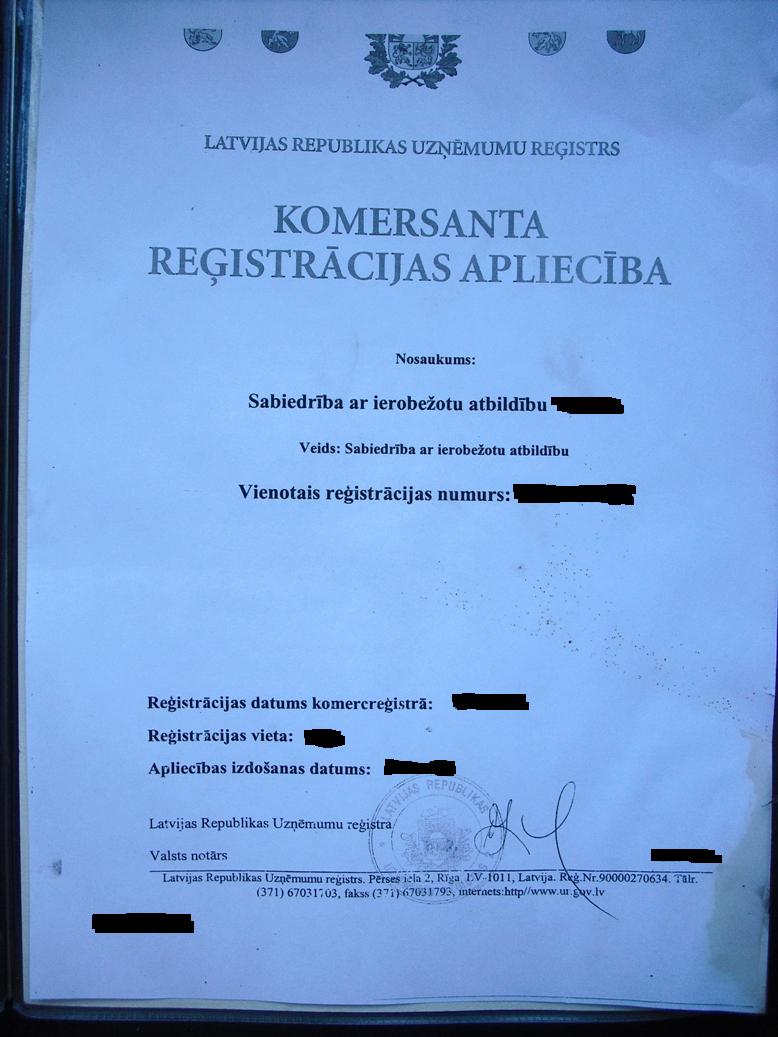 LATVIJAS REPUBLIKAS UZŅĒMUMU REĢISTRS
KOMERSANTA
REĢISTRĀCIJAS APLIECĪBA
Nosaukums:
Sabiedrība ar ierobežotu atbildību
Veids: Sabiedrība ar ierobežotu atbildību
Vienotais reģistrācijas numurs:
Reģistrācijas datums komercreģistrā:
Reģistrācijas vieta:
Apliecības izdošanas datums:
LATVIJAS REPUBLIKAS
Latvijas Republikas Uzņēmumu reģistra
Valsts notārs
Latvijas Republikas Uzņēmumu reģistrs. Pērses iela 2, Rīga, LV-1011, Latvija. Reģ.Nr.90000270634. Tālr.
(371) 67031703, fakss (371) 67031793, internets:http//www.ur.gov.lv